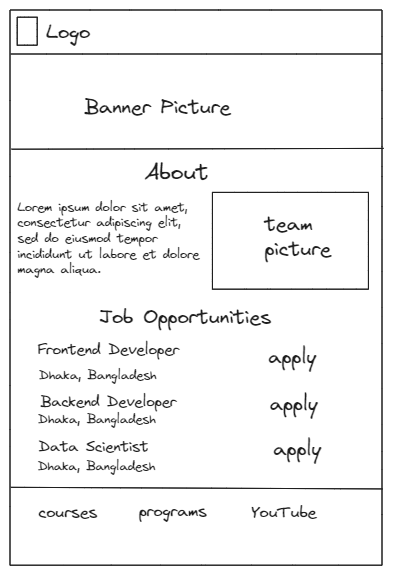 Logo
Banner Picture
About
Lorem ipsum dolor sit amet,
consectetur adipiscing elit,
sed do eiusmod tempor
incididunt ut labore et dolore
magna aliqua.
team
picture
Job Opportunities
Frontend Developer
Dhaka, Bangladesh
apply
Backend Developer
Dhaka, Bangladesh
apply
Data Scientist
Dhaka, Bangladesh
apply
courses
programs
YouTube